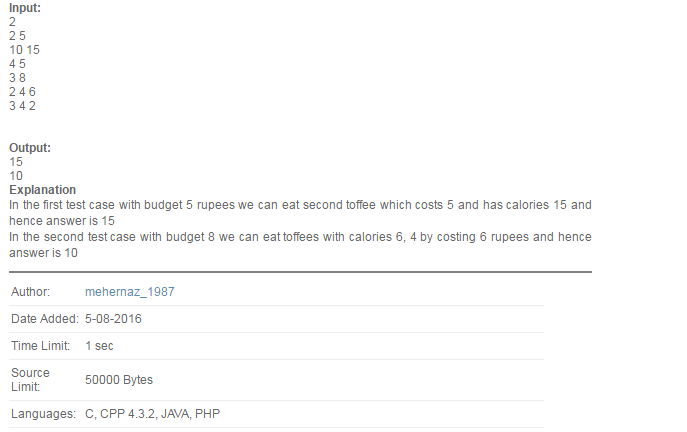 Input:
2
2 5
10 15
4 5
3 8
2 4 6
3 4 2
Output:
15
10
Explanation
In the first test case with budget 5 rupees we can eat second toffee which costs 5 and has calories 15 and
hence answer is 15
In the second test case with budget 8 we can eat toffees with calories 6, 4 by costing 6 rupees and hence
answer is 10
Author: mehernaz_1987
Date Added: 5-08-2016
Time Limit: 1 sec
Source
Limit: 50000 Bytes
Languages: C, CPP 4.3.2, JAVA, PHP